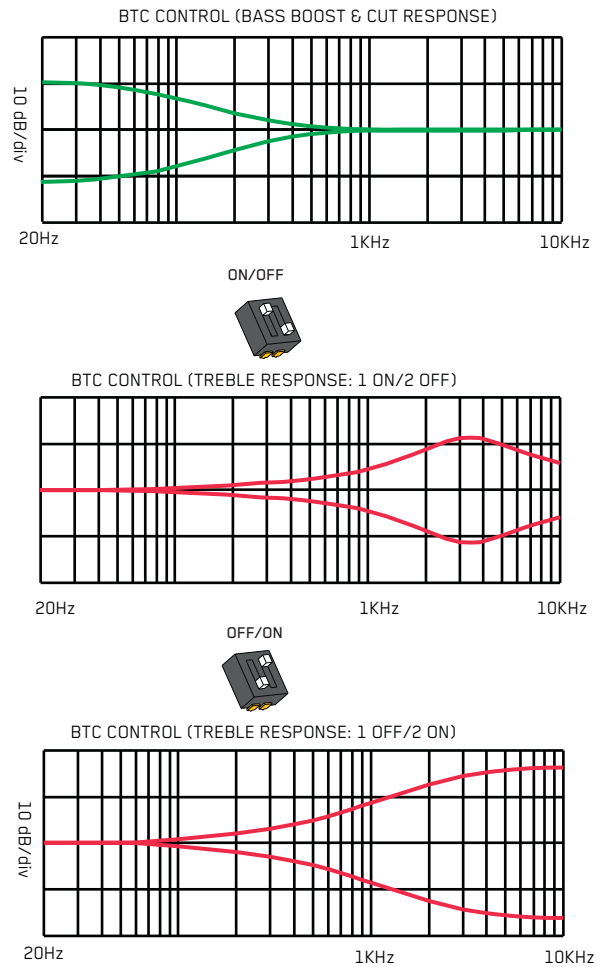 BTC CONTROL (BASS BOOST & CUT RESPONSE)
10 dB/div
20Hz 1KHz 10KHz
ON/OFF
BTC CONTROL (TREBLE RESPONSE: 1 ON/2 OFF)
20Hz 1KHz 10KHz
OFF/ON
BTC CONTROL (TREBLE RESPONSE: 1 OFF/2 ON)
10 dB/div
20Hz 1KHz 10KHz